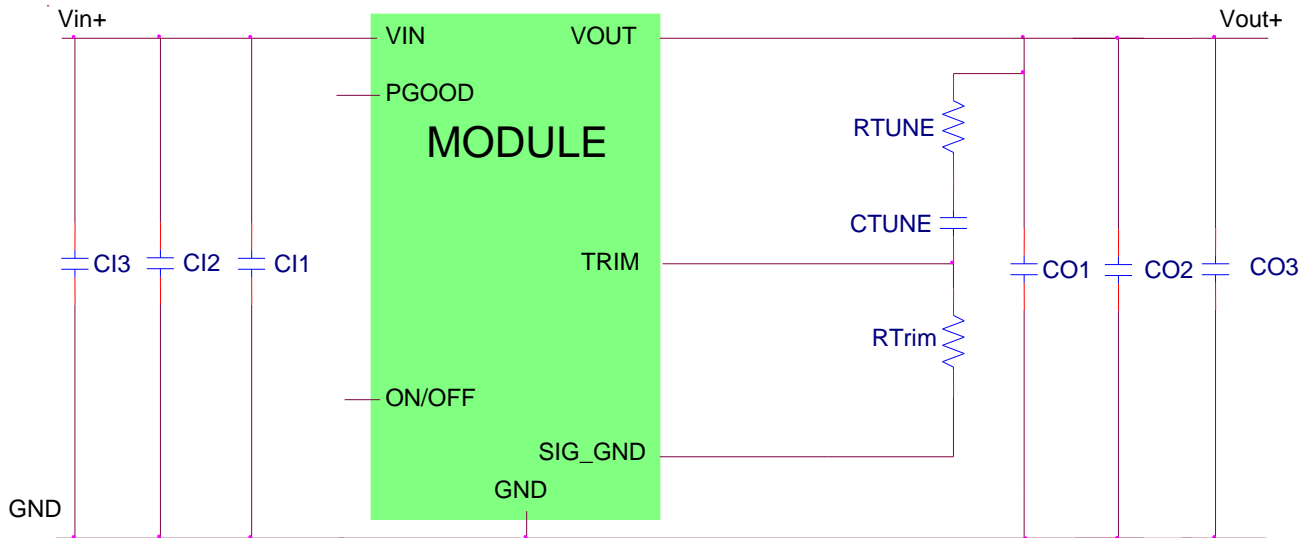 Vin+
Vout+
VIN
VOUT
PGOOD
MODULE
RTUNE
CTUNE
TRIM
CI3
CI2
CI1
CO1
CO2
CO3
RTrim
ON/OFF
SIG_GND
GND
GND